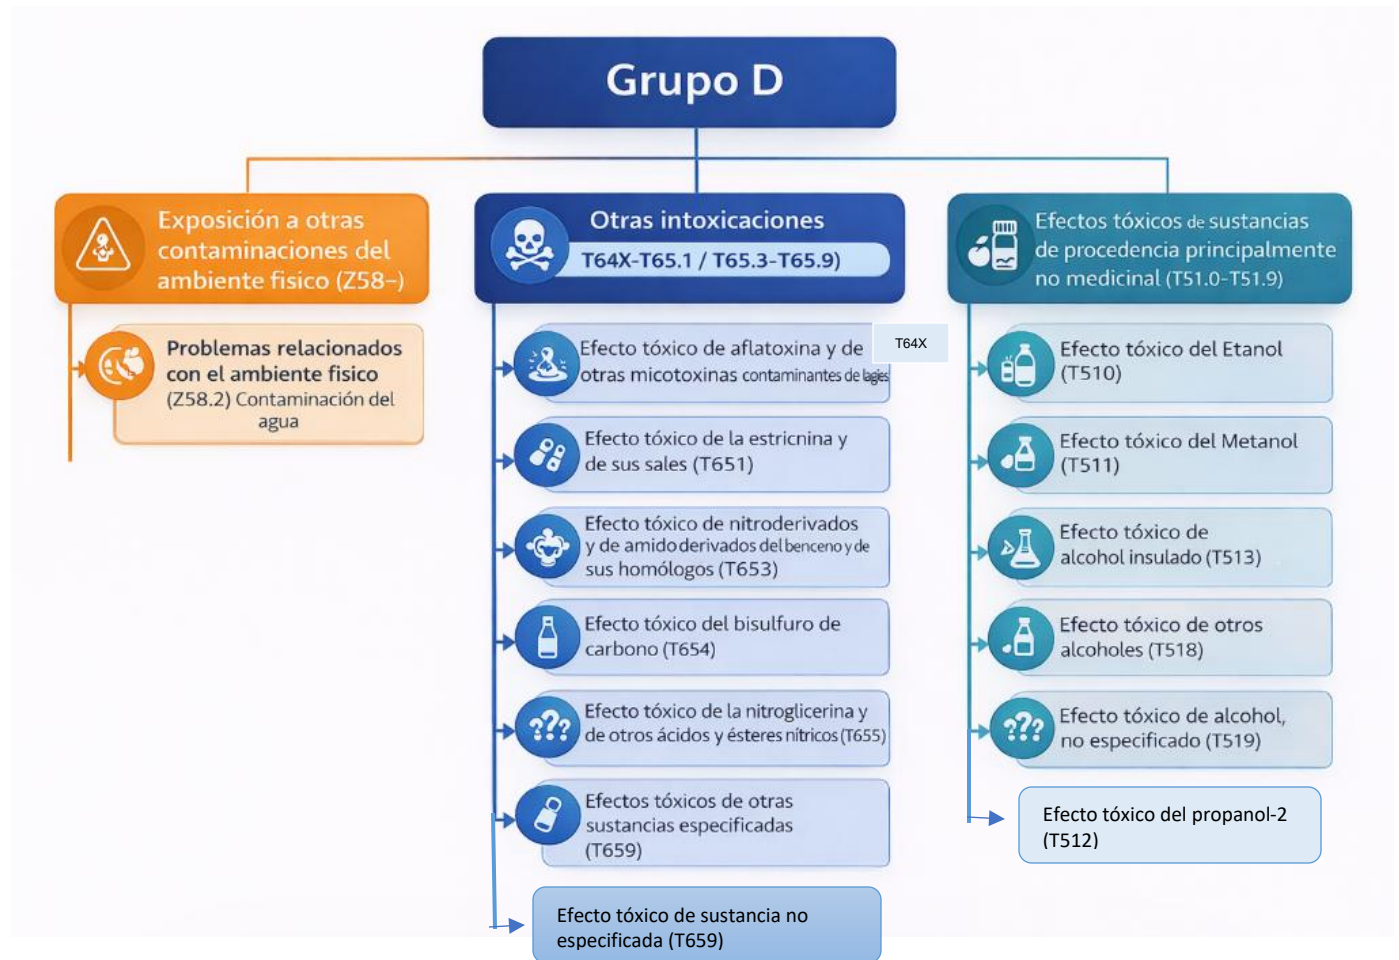 Grupo D
Exposición a otras
contaminaciones del
ambiente fisico (Z58-)
Problemas relacionados
con el ambiente fisico
(Z58.2) Contaminación del
agua
Otras intoxicaciones
T64X-T65.1 / T65.3-T65.9)
Efecto tóxico de aflatoxina y de
otras micotoxinas contaminantes de
T64X
Efecto tóxico de la estricnina y
de sus sales (T651)
Efecto tóxico de nitroderivados
y de amido derivados del benceno y de
sus homólogos (T653)
Efecto tóxico del bisulfuro de
carbono (T654)
???
Efecto tóxico de la nitroglicerina y
de otros ácidos y ésteres nítricos (T655)
Efectos tóxicos de otras
sustancias especificadas
(T659)
Efecto tóxico de sustancia no
especificada (T659)
Efectos tóxicos de sustancias
de procedencia principalmente
no medicinal (T51.0-T51.9)
Efecto tóxico del Etanol
(T510)
Efecto tóxico del Metanol
(T511)
Efecto tóxico de
alcohol insulado (T513)
Efecto tóxico de otros
alcoholes (T518)
???
Efecto tóxico de alcohol,
no especificado (T519)
Efecto tóxico del propanol-2
(T512)